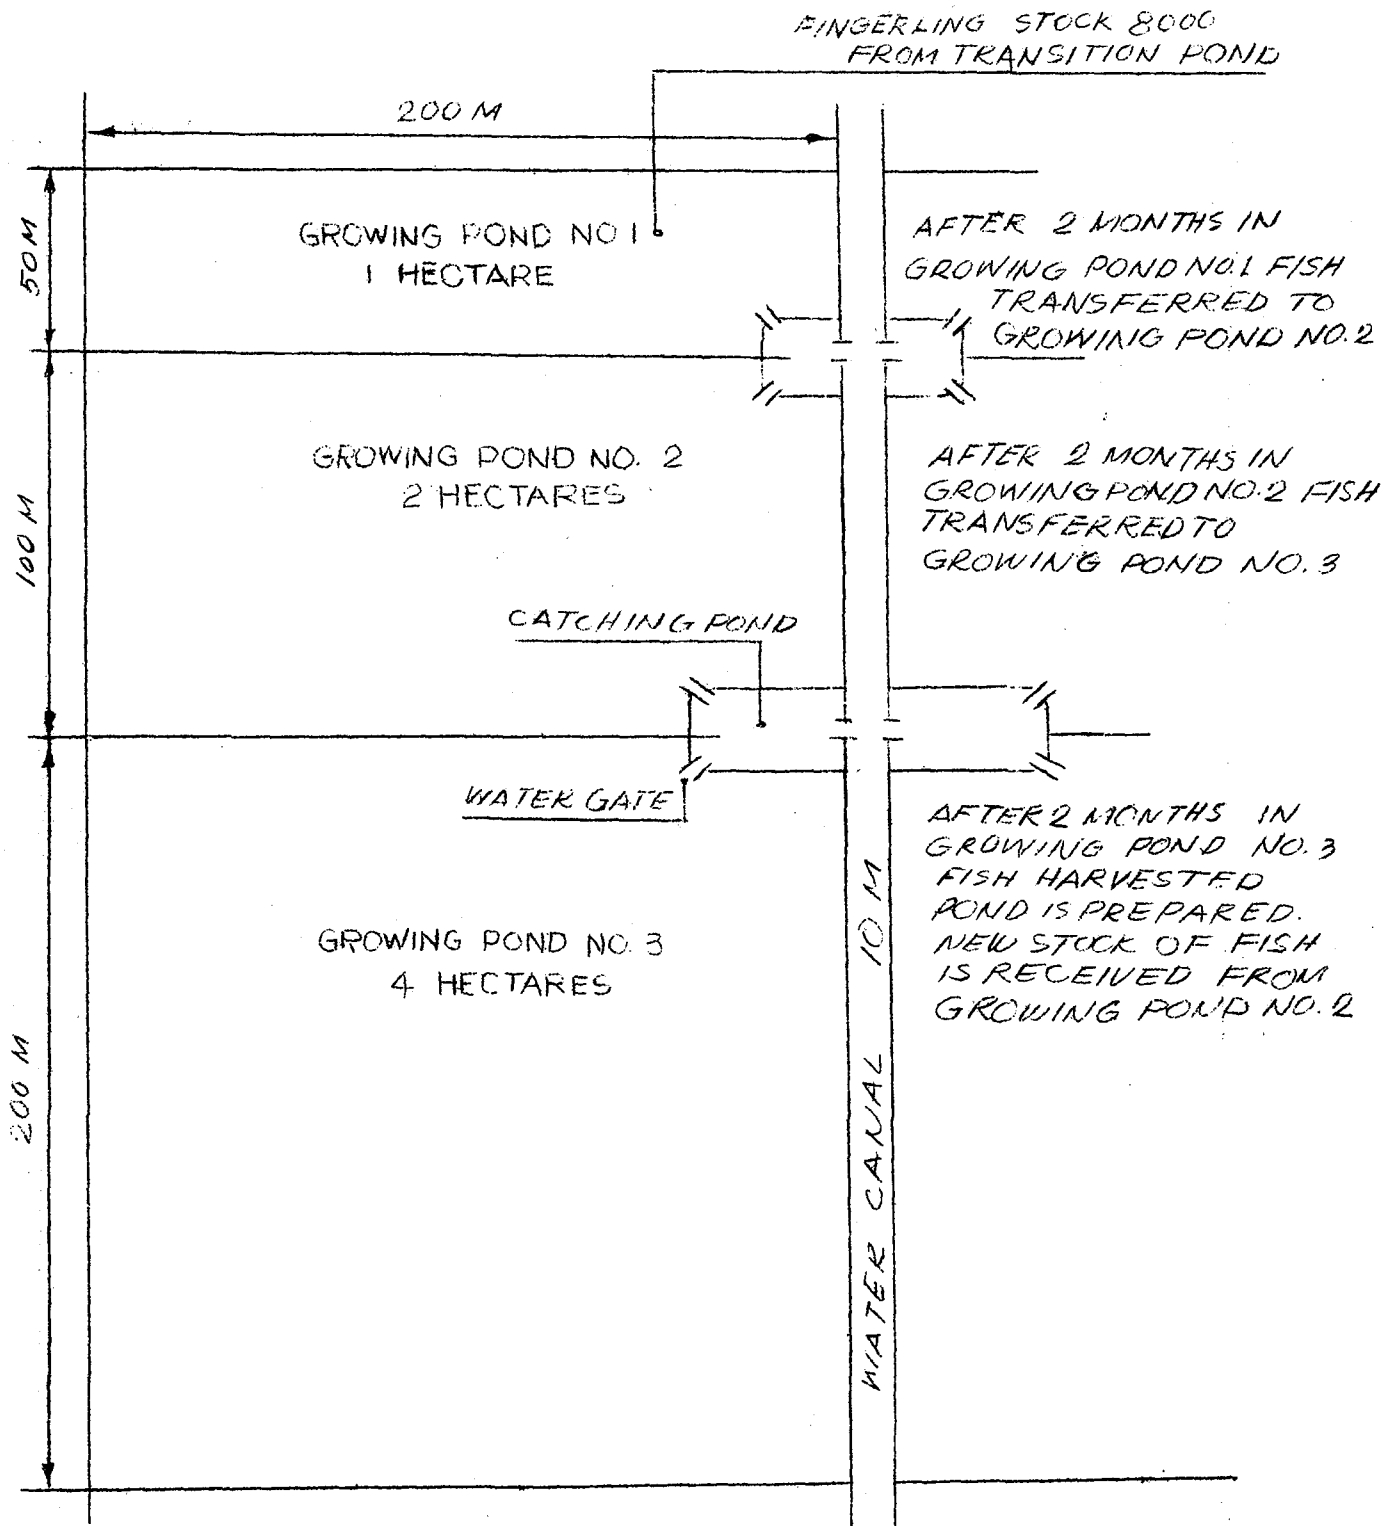 FINGERLING STOCK 8000
FROM TRANSITION POND
200 M
50 M
GROWING POND NO 1
1 HECTARE
AFTER 2 MONTHS IN
GROWING POND NO.1 FISH
TRANSFERRED TO
GROWING POND NO.2
100 M
GROWING POND NO. 2
2 HECTARES
AFTER 2 MONTHS IN
GROWING POND NO.2 FISH
TRANSFERRED TO
GROWING POND NO.3
CATCHING POND
WATER GATE
200 M
GROWING POND NO. 3
4 HECTARES
WATER CANAL 10 M
AFTER 2 MONTHS IN
GROWING POND NO.3
FISH HARVESTED
POND IS PREPARED.
NEW STOCK OF FISH
IS RECEIVED FROM
GROWING POND NO.2